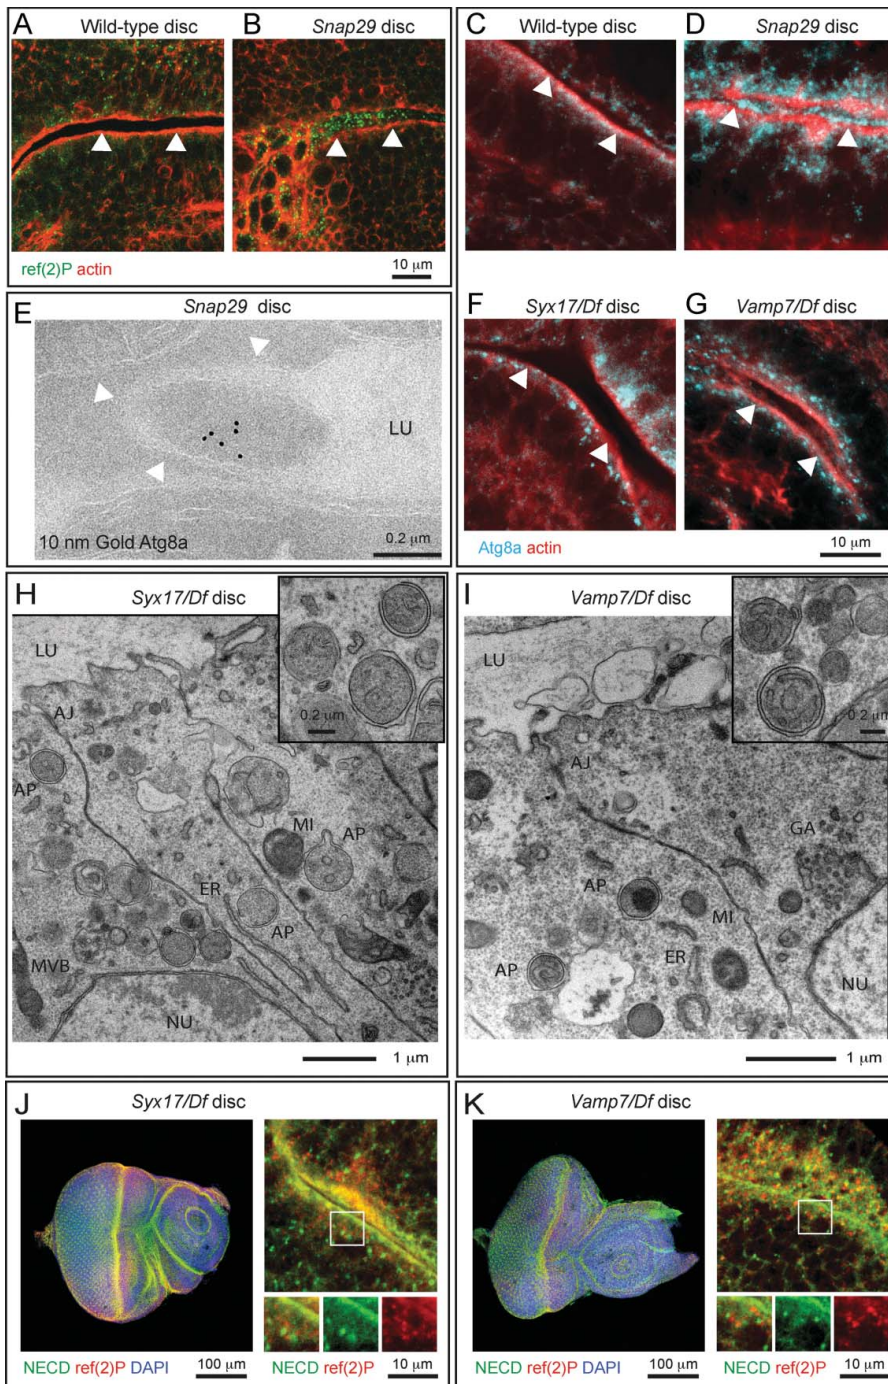 A Wild-type disc
B Snap29 disc
ref(2)P actin
10 μm
C Wild-type disc
D Snap29 disc
E Snap29 disc
LU
10 nm Gold Atg8a
0.2 μm
F Syx17/Df disc
G Vamp7/Df disc
Atg8a actin
10 μm
H Syx17/Df disc
LU
AJ
0.2 μm
AP
MI
AP
ER
AP
MVB
NU
1 μm
I Vamp7/Df disc
LU
0.2 μm
AJ
GA
AP
MI
AP
ER
NU
1 μm
J Syx17/Df disc
NECD ref(2)P DAPI
100 μm
NECD ref(2)P
10 μm
K Vamp7/Df disc
NECD ref(2)P DAPI
100 μm
NECD ref(2)P
10 μm